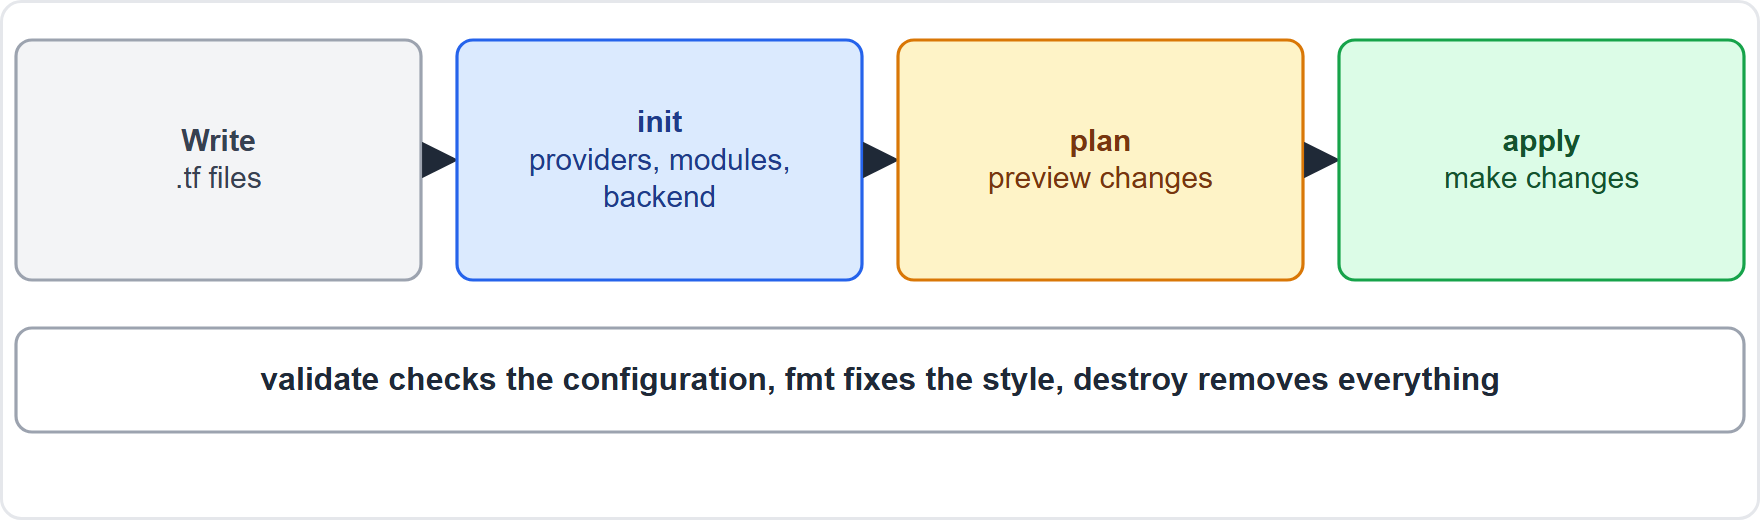 Write
.tf files
init
providers, modules,
backend
plan
preview changes
apply
make changes
validate checks the configuration, fmt fixes the style, destroy removes everything